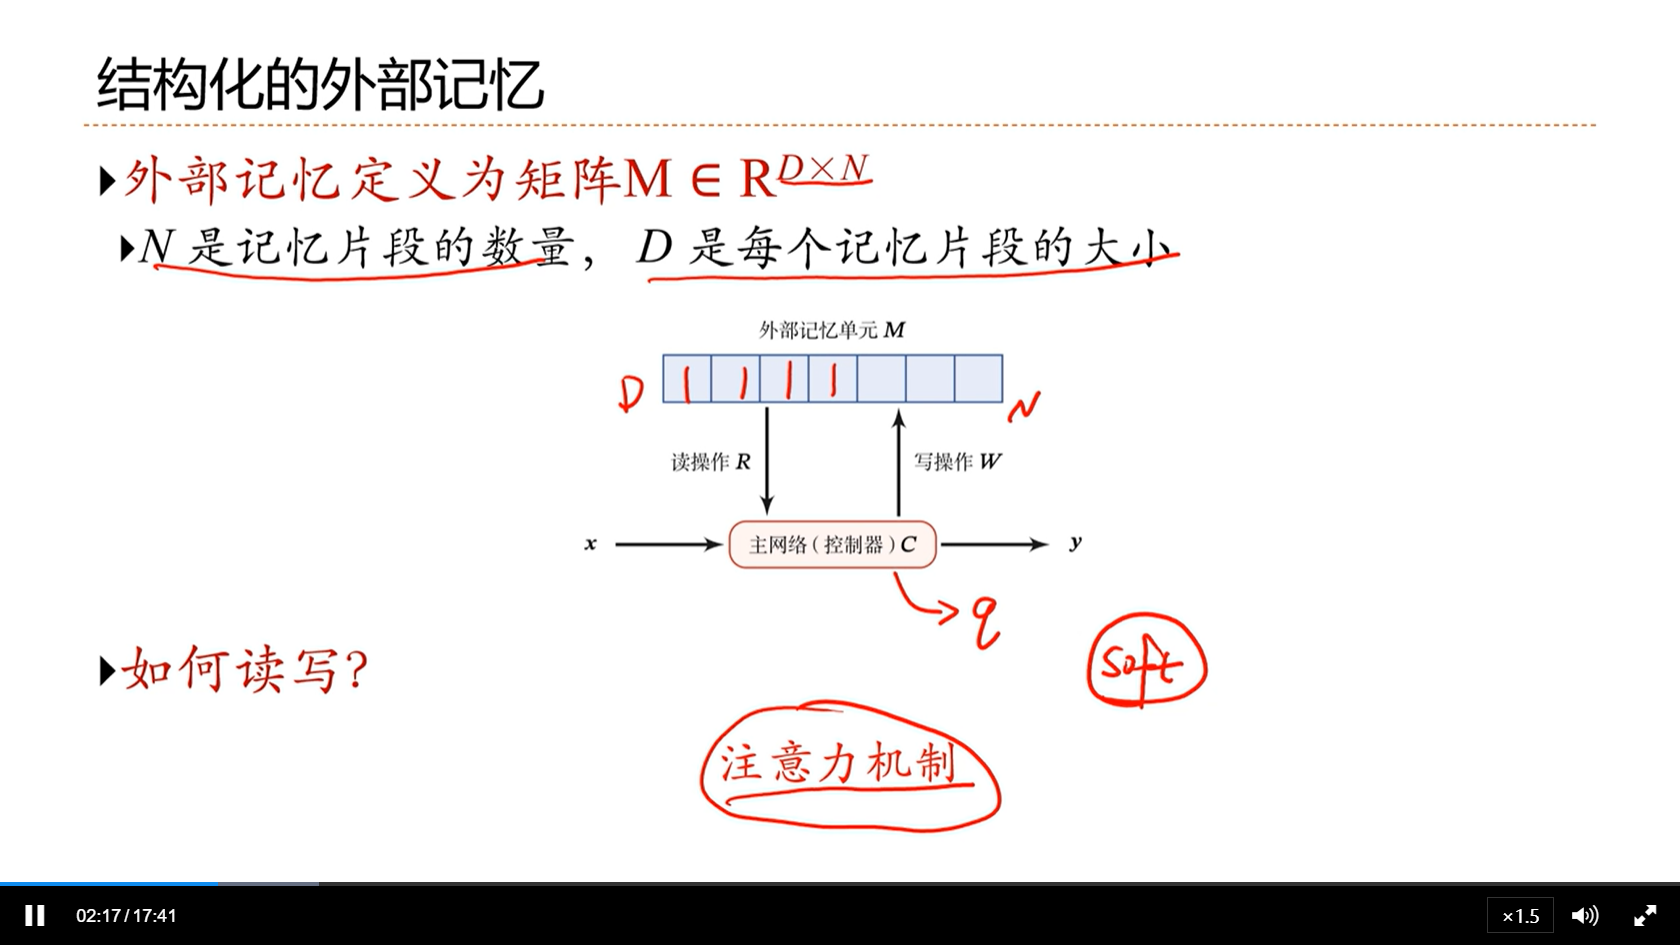 结构化的外部记忆
外部记忆定义为矩阵M ∈ R^{D×N}
N 是记忆片段的数量， D 是每个记忆片段的大小
外部记忆单元 M
D
N
读操作 R
写操作 W
x
主网络（控制器）C
y
q
如何读写？
soft
注意力机制
02:17/17:41
×1.5